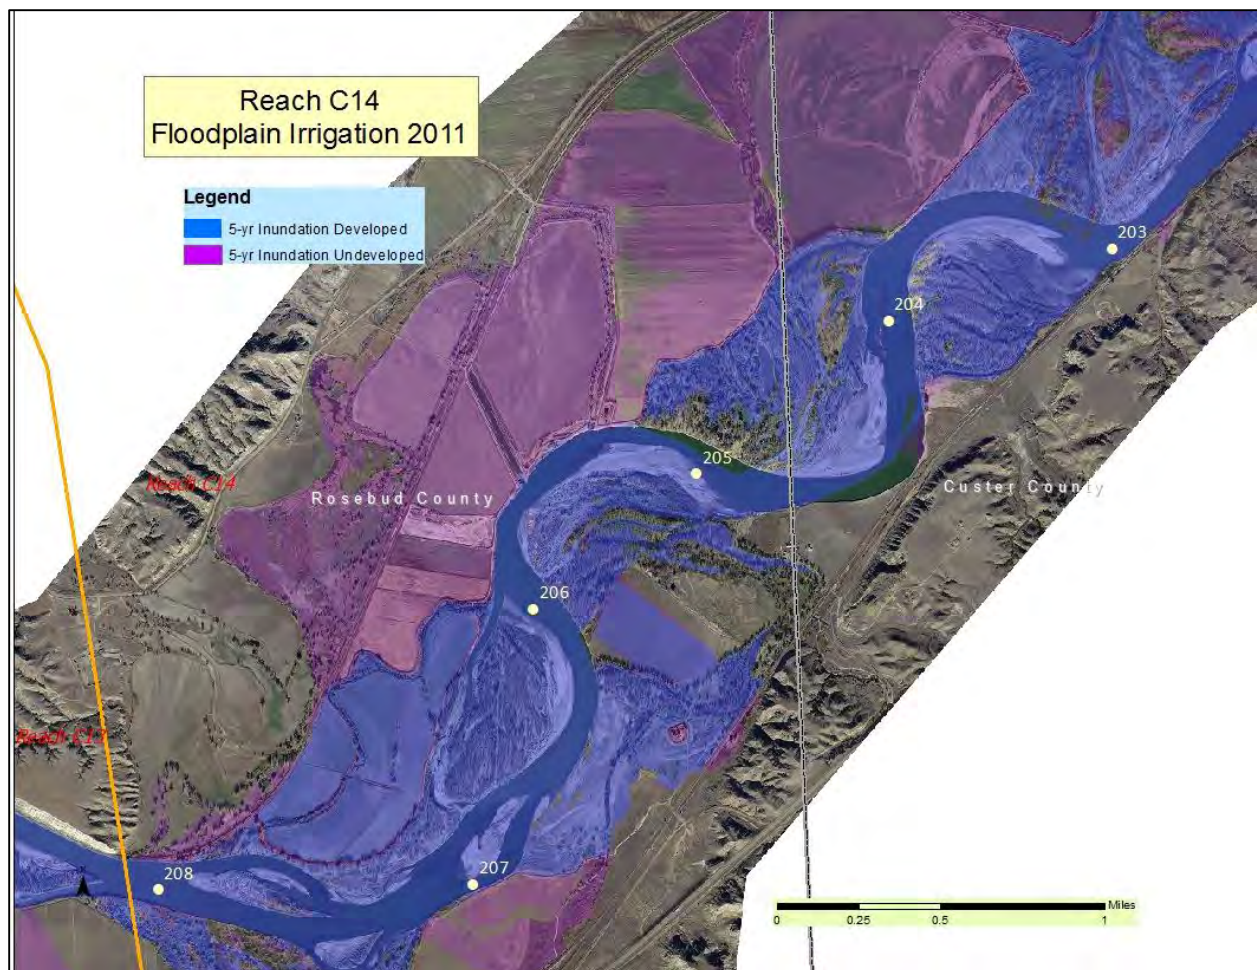 Reach C14
Floodplain Irrigation 2011
Legend
5-yr Inundation Developed
5-yr Inundation Undeveloped
203
204
205
Reach C14
Rosebud County
Custer County
206
Reach C13
207
208
Miles
0 0.25 0.5 1